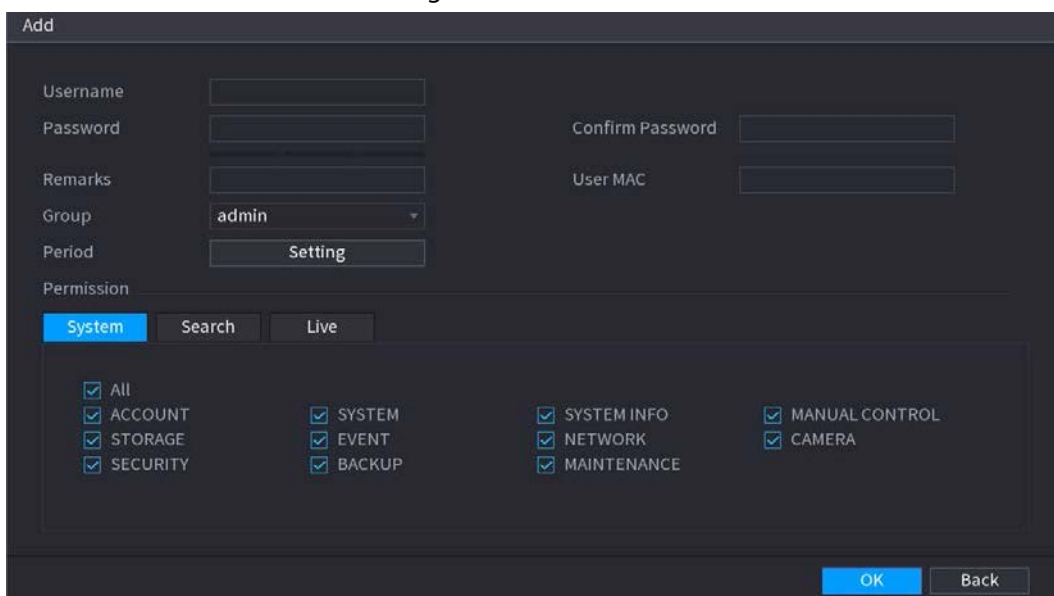 Add
Username
Password Confirm Password
Remarks User MAC
Group admin
Period Setting
Permission
System Search Live
All
ACCOUNT SYSTEM SYSTEM INFO MANUAL CONTROL
STORAGE EVENT NETWORK CAMERA
SECURITY BACKUP MAINTENANCE
OK Back